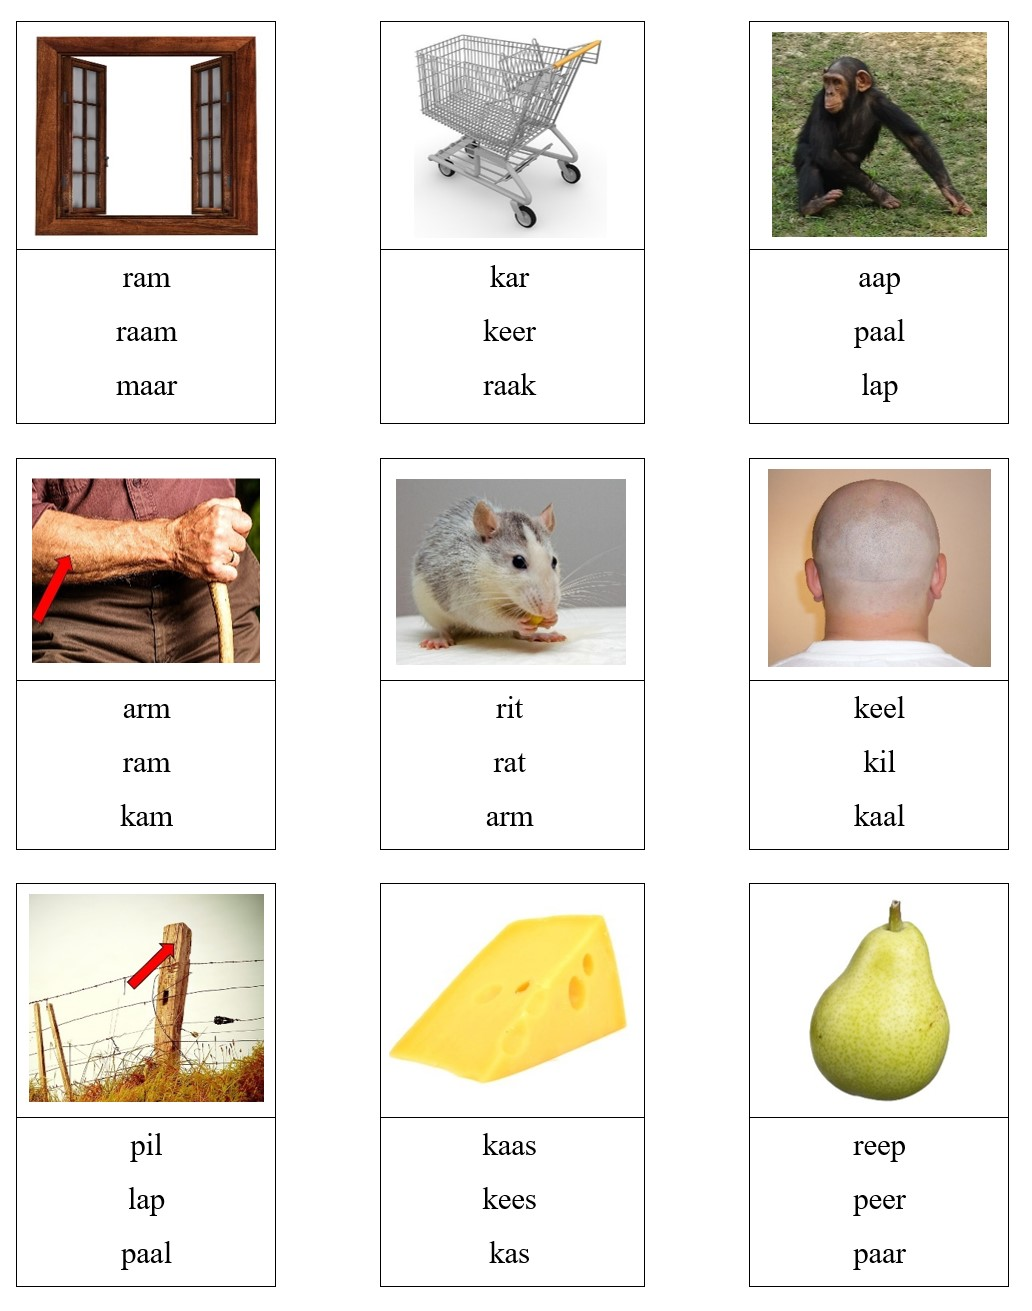 ram
raam
maar
kar
keer
raak
aap
paal
lap
arm
ram
kam
rit
rat
arm
keel
kil
kaal
pil
lap
paal
kaas
kees
kas
reep
peer
paar